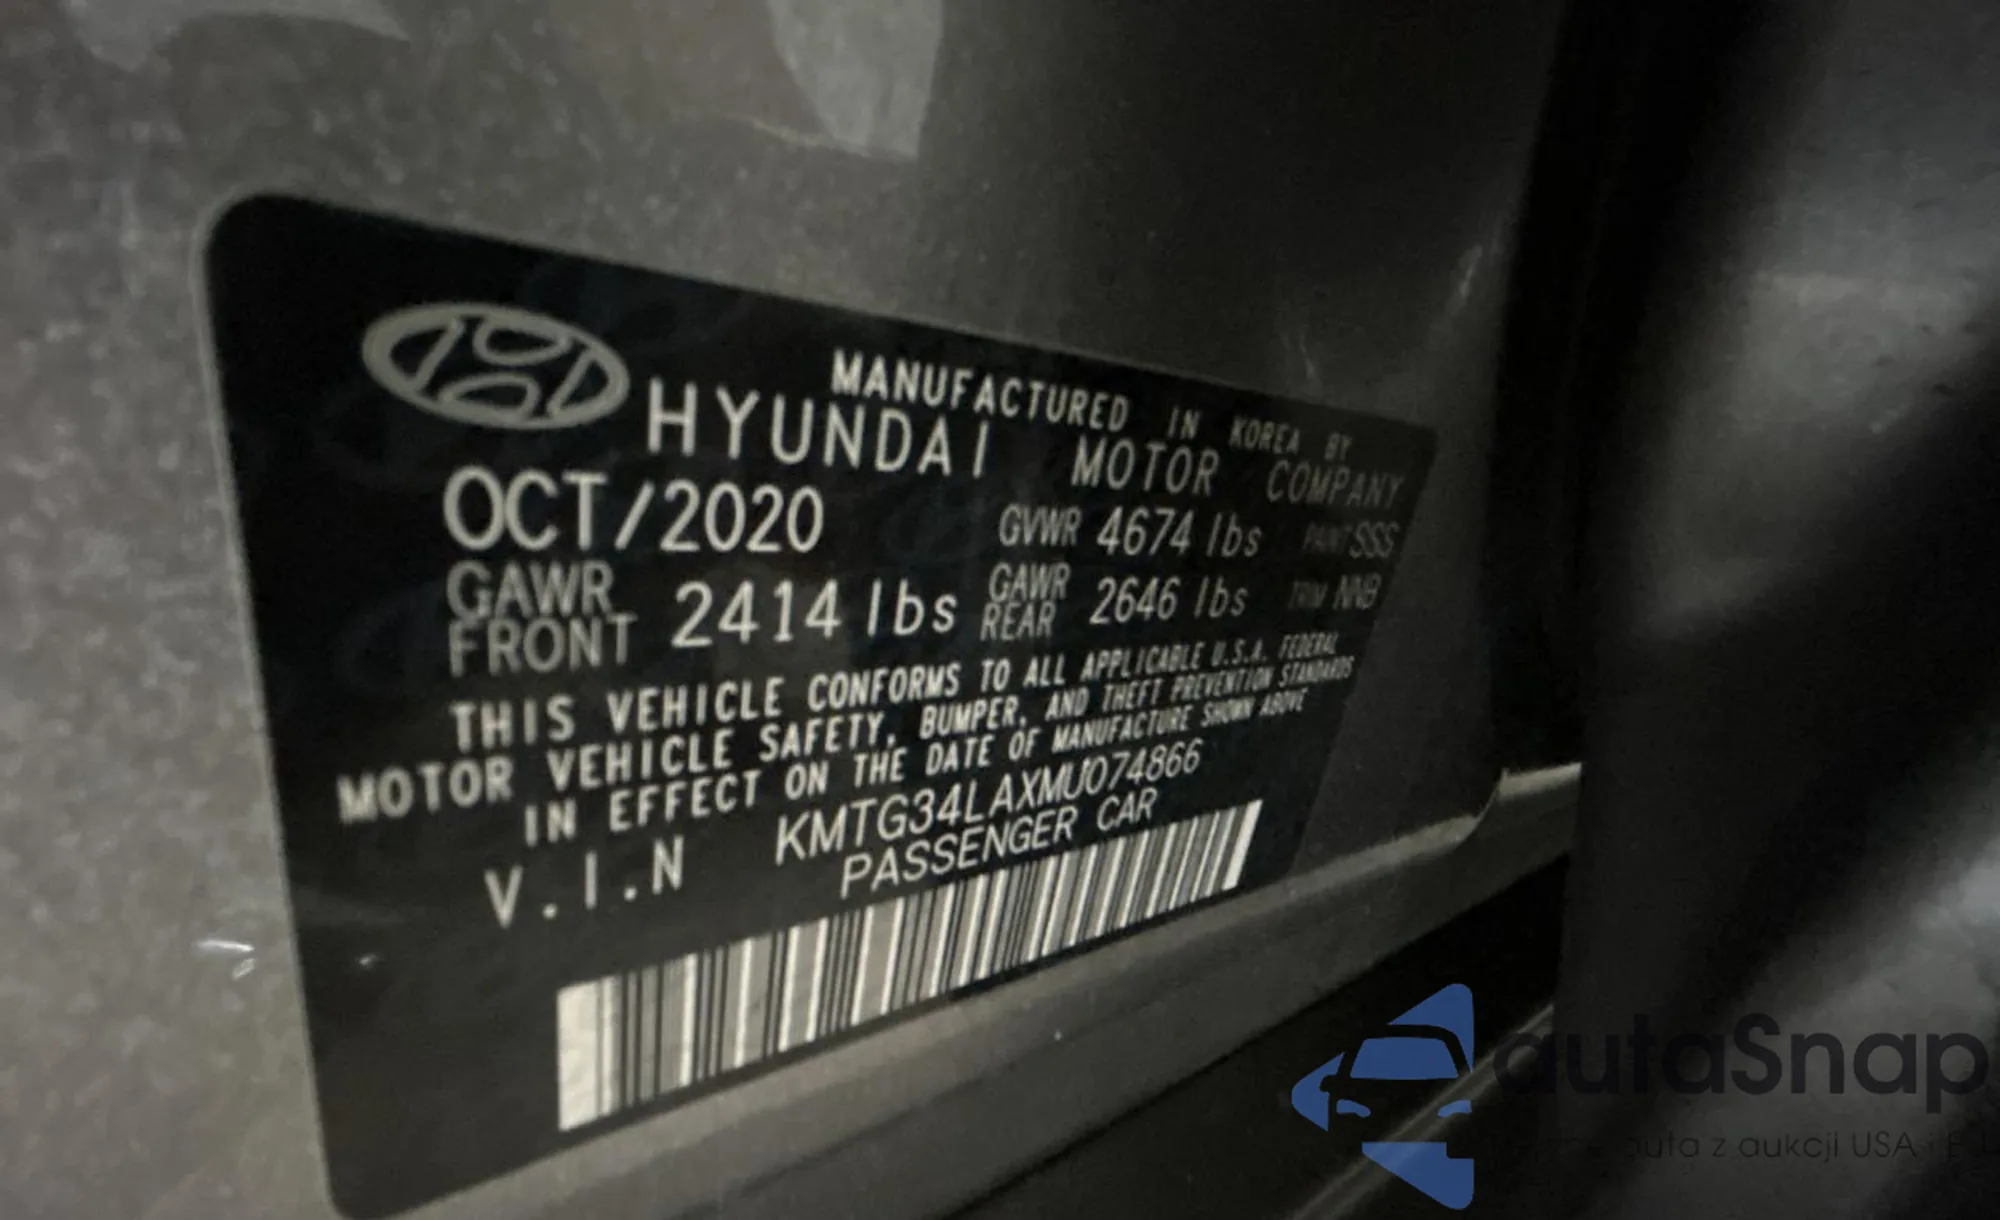 MANUFACTURED IN KOREA BY
HYUNDAI MOTOR COMPANY
OCT/2020 GVWR 4674 lbs PAINT SSS
GAWR FRONT 2414 lbs GAWR REAR 2646 lbs TRIM NNB
THIS VEHICLE CONFORMS TO ALL APPLICABLE U.S.A. FEDERAL
MOTOR VEHICLE SAFETY, BUMPER, AND THEFT PREVENTION STANDARDS
IN EFFECT ON THE DATE OF MANUFACTURE SHOWN ABOVE
V.I.N KMTG34LAXMU074866
PASSENGER CAR
autaSnap
auta z aukcji USA i